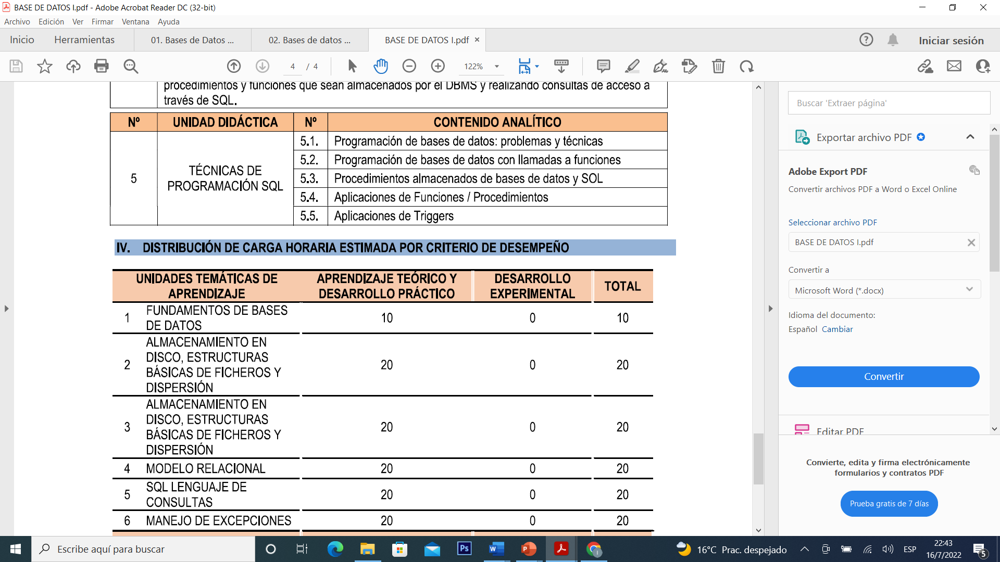 BASE DE DATOS I.pdf - Adobe Acrobat Reader DC (32-bit)
Archivo Edición Ver Firmar Ventana Ayuda
Inicio Herramientas 01. Bases de Datos ... 02. Bases de datos ... BASE DE DATOS I.pdf × Iniciar sesión
4 / 4 122%
procedimientos y funciones que sean almacenados por el DBMS y realizando consultas de acceso a
través de SQL.
Nº UNIDAD DIDÁCTICA Nº CONTENIDO ANALÍTICO
5 TÉCNICAS DE
PROGRAMACIÓN SQL
5.1. Programación de bases de datos: problemas y técnicas
5.2. Programación de bases de datos con llamadas a funciones
5.3. Procedimientos almacenados de bases de datos y SOL
5.4. Aplicaciones de Funciones / Procedimientos
5.5. Aplicaciones de Triggers
IV. DISTRIBUCIÓN DE CARGA HORARIA ESTIMADA POR CRITERIO DE DESEMPEÑO
UNIDADES TEMÁTICAS DE
APRENDIZAJE
APRENDIZAJE TEÓRICO Y
DESARROLLO PRÁCTICO
DESARROLLO
EXPERIMENTAL
TOTAL
1 FUNDAMENTOS DE BASES
DE DATOS
10 0 10
2 ALMACENAMIENTO EN
DISCO, ESTRUCTURAS
BÁSICAS DE FICHEROS Y
DISPERSIÓN
20 0 20
3 ALMACENAMIENTO EN
DISCO, ESTRUCTURAS
BÁSICAS DE FICHEROS Y
DISPERSIÓN
20 0 20
4 MODELO RELACIONAL 20 0 20
5 SQL LENGUAJE DE
CONSULTAS
20 0 20
6 MANEJO DE EXCEPCIONES 20 0 20
Buscar 'Extraer página'
Exportar archivo PDF
Adobe Export PDF
Convertir archivos PDF a Word o Excel Online
Seleccionar archivo PDF
BASE DE DATOS I.pdf
Convertir a
Microsoft Word (*.docx)
Idioma del documento:
Español Cambiar
Convertir
Editar PDF
Convierte, edita y firma electrónicamente
formularios y contratos PDF
Prueba gratis de 7 días
Escribe aquí para buscar
Ps
16°C Prac. despejado
ESP
22:43
16/7/2022
5